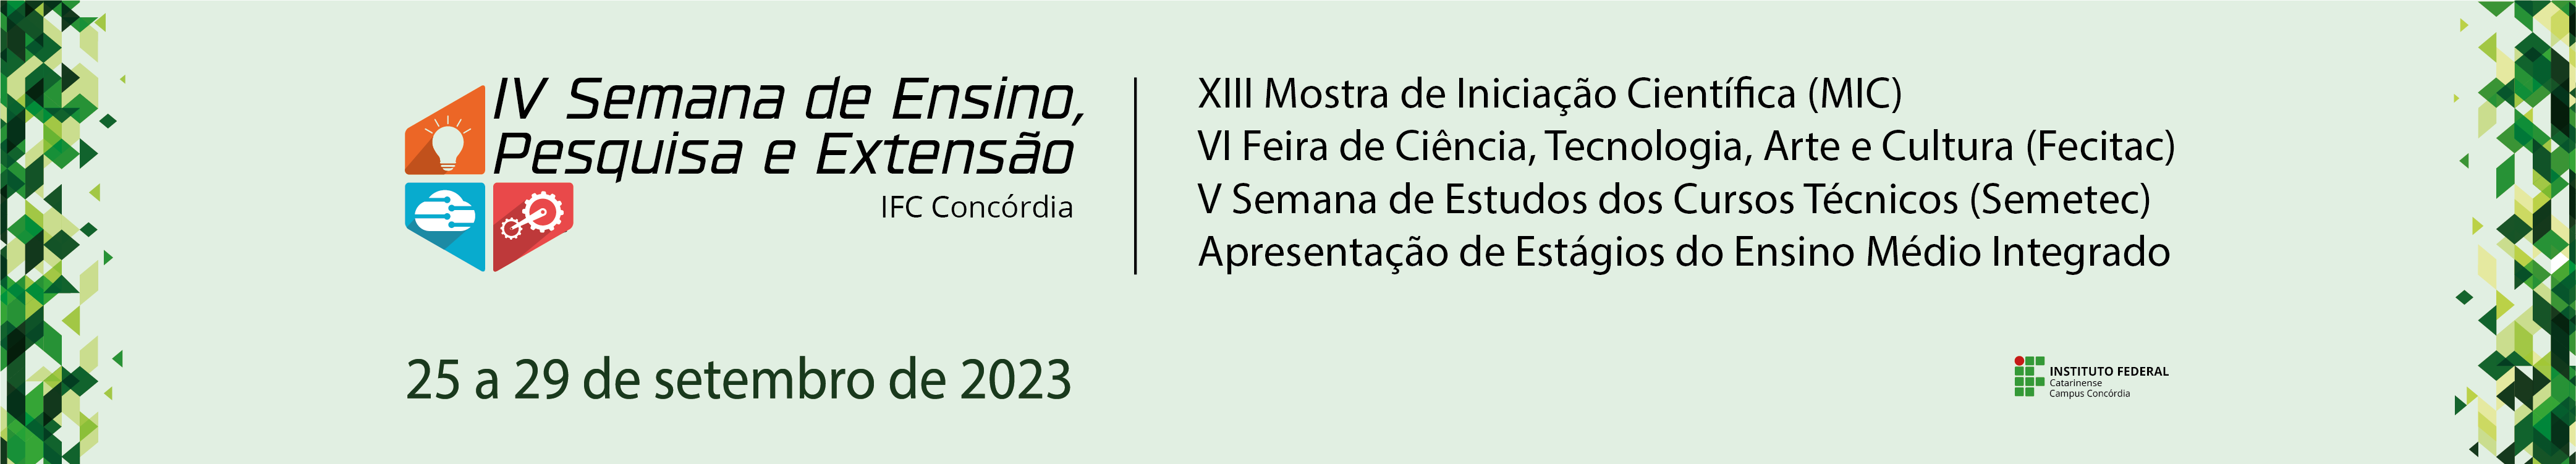 IV Semana de Ensino,
Pesquisa e Extensão
IFC Concórdia
XIII Mostra de Iniciação Científica (MIC)
VI Feira de Ciência, Tecnologia, Arte e Cultura (Fecitac)
V Semana de Estudos dos Cursos Técnicos (Semetec)
Apresentação de Estágios do Ensino Médio Integrado
25 a 29 de setembro de 2023
INSTITUTO FEDERAL
Catarinense
Campus Concórdia